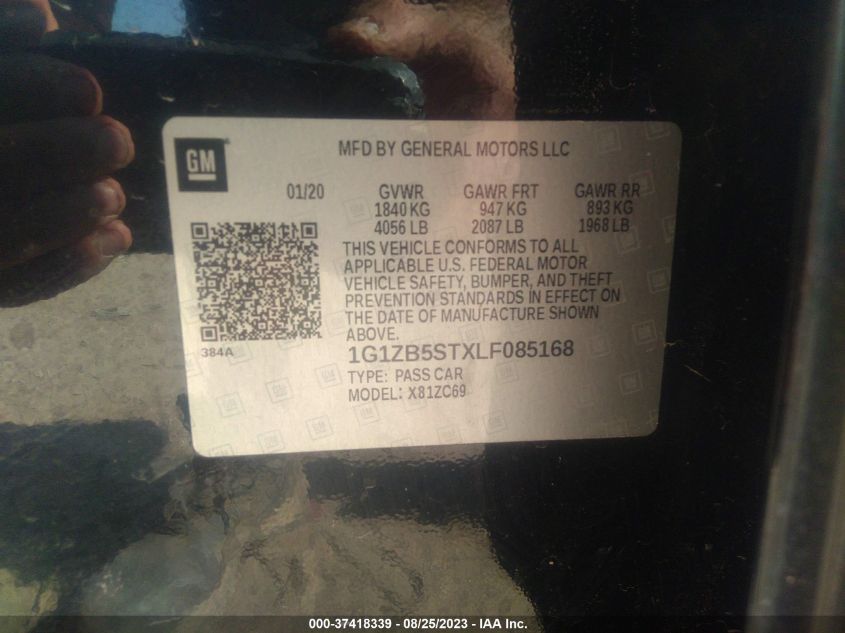 GM
MFD BY GENERAL MOTORS LLC
01/20 GVWR GAWR FRT GAWR RR
1840 KG 947 KG 893 KG
4056 LB 2087 LB 1968 LB
THIS VEHICLE CONFORMS TO ALL
APPLICABLE U.S. FEDERAL MOTOR
VEHICLE SAFETY, BUMPER, AND THEFT
PREVENTION STANDARDS IN EFFECT ON
THE DATE OF MANUFACTURE SHOWN
ABOVE.
384A
1G1ZB5STXLF085168
TYPE: PASS CAR
MODEL: X81ZC69
000-37418339 - 08/25/2023 - IAA Inc.